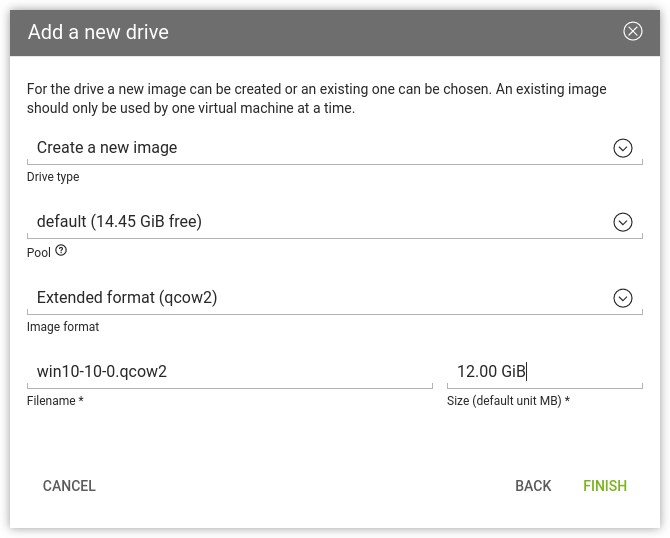 Add a new drive
For the drive a new image can be created or an existing one can be chosen. An existing image
should only be used by one virtual machine at a time.
Create a new image
Drive type
default (14.45 GiB free)
Pool ?
Extended format (qcow2)
Image format
win10-10-0.qcow2 12.00 GiB
Filename * Size (default unit MB) *
CANCEL BACK FINISH